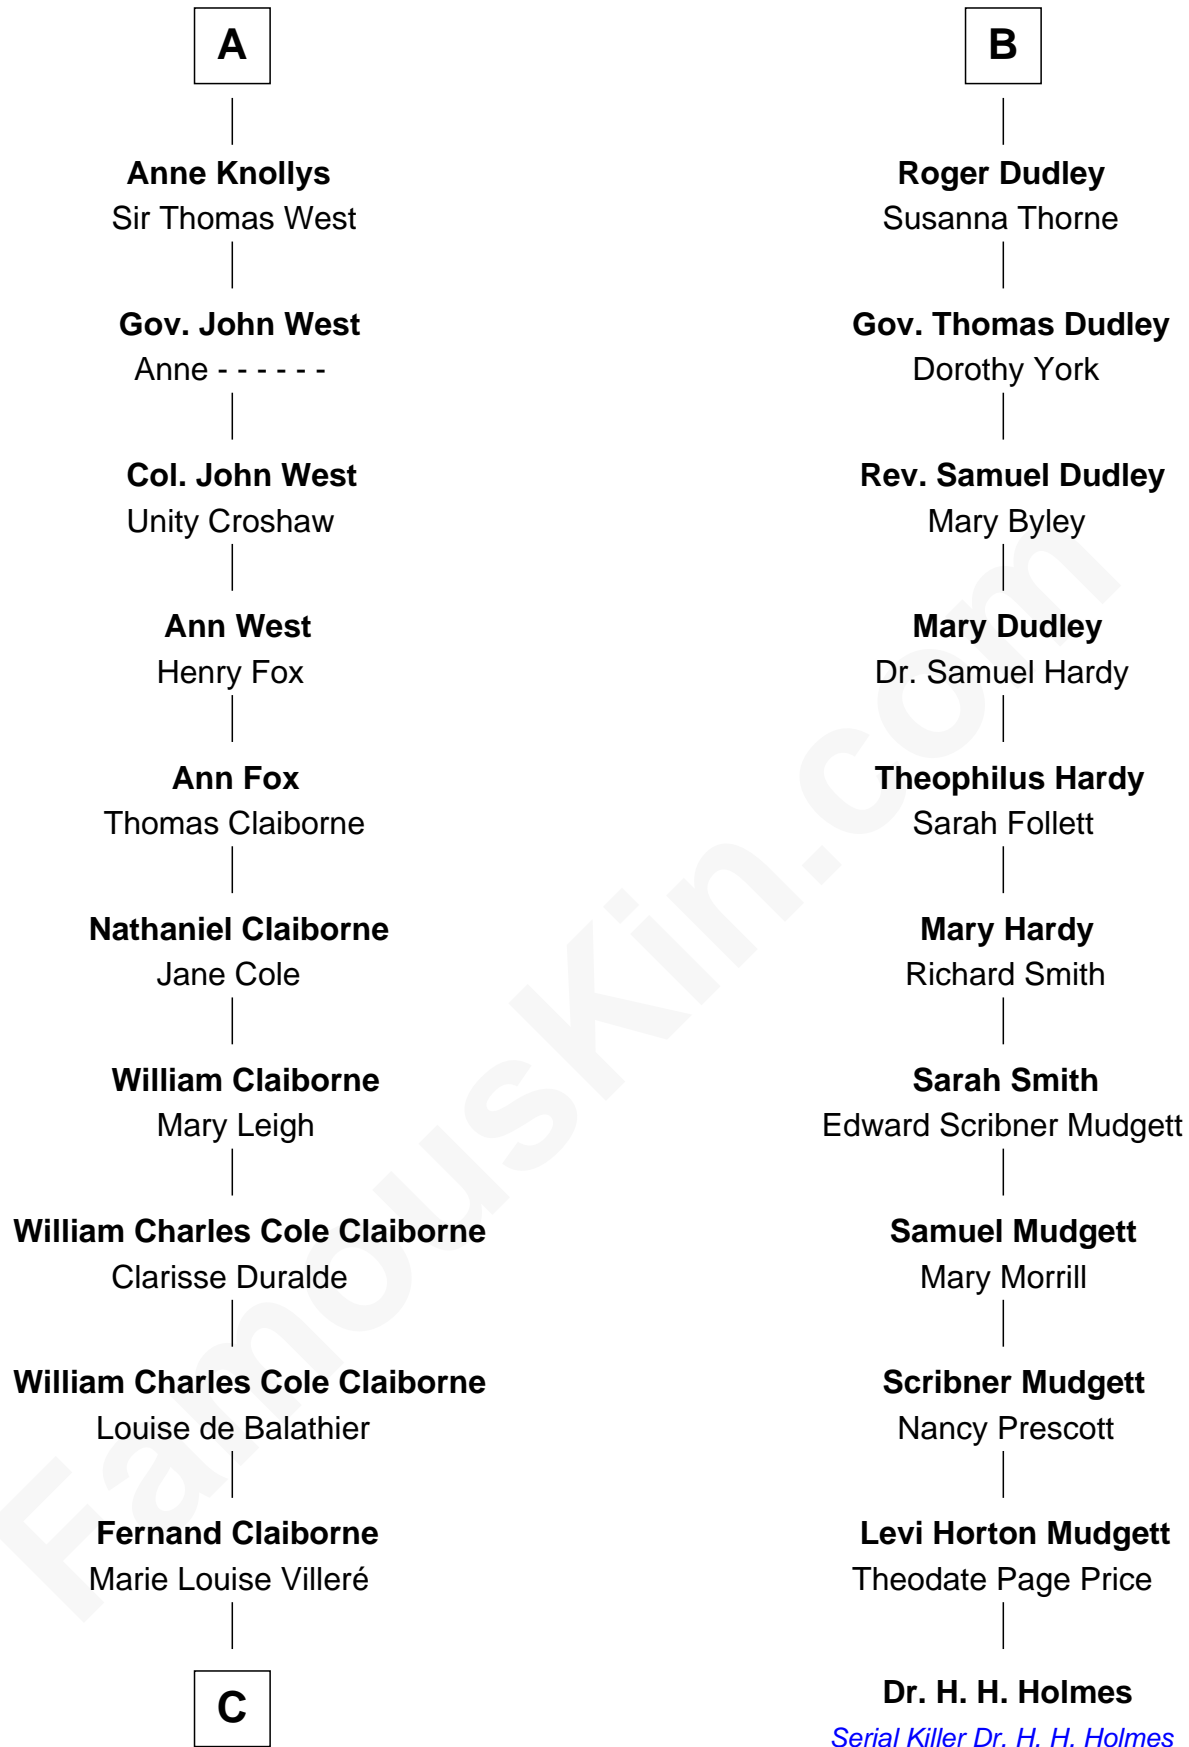 A
Anne Knollys
Sir Thomas West
Gov. John West
Anne - - - - - -
Col. John West
Unity Croshaw
Ann West
Henry Fox
Ann Fox
Thomas Claiborne
Nathaniel Claiborne
Jane Cole
William Claiborne
Mary Leigh
William Charles Cole Claiborne
Clarisse Duralde
William Charles Cole Claiborne
Louise de Balathier
Fernand Claiborne
Marie Louise Villeré
C
B
Roger Dudley
Susanna Thorne
Gov. Thomas Dudley
Dorothy York
Rev. Samuel Dudley
Mary Byley
Mary Dudley
Dr. Samuel Hardy
Theophilus Hardy
Sarah Follett
Mary Hardy
Richard Smith
Sarah Smith
Edward Scribner Mudgett
Samuel Mudgett
Mary Morrill
Scribner Mudgett
Nancy Prescott
Levi Horton Mudgett
Theodate Page Price
Dr. H. H. Holmes
Serial Killer Dr. H. H. Holmes
FamousKin.com